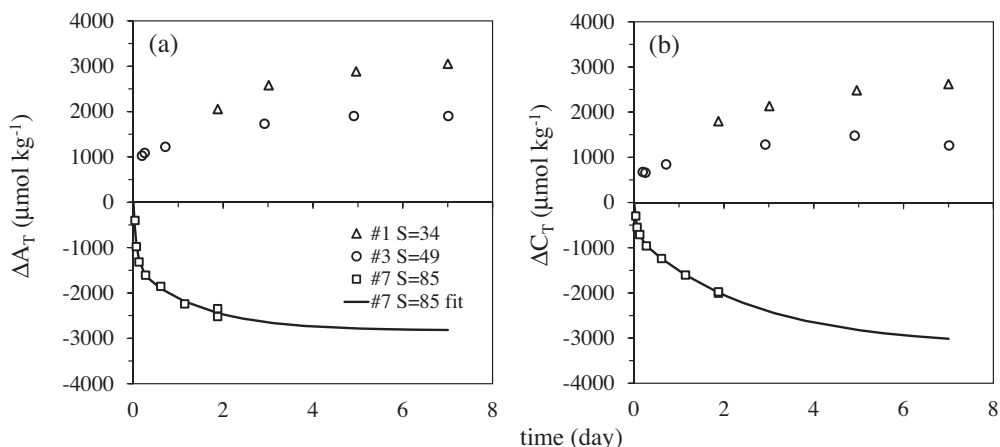 4000
3000
2000
1000
0
-1000
-2000
-3000
-4000
ΔA_T (μmol kg⁻¹)
(a)
△ #1 S=34
○ #3 S=49
□ #7 S=85
— #7 S=85 fit
0 2 4 6 8
4000
3000
2000
1000
0
-1000
-2000
-3000
-4000
ΔC_T (μmol kg⁻¹)
(b)
0 2 4 6 8
time (day)